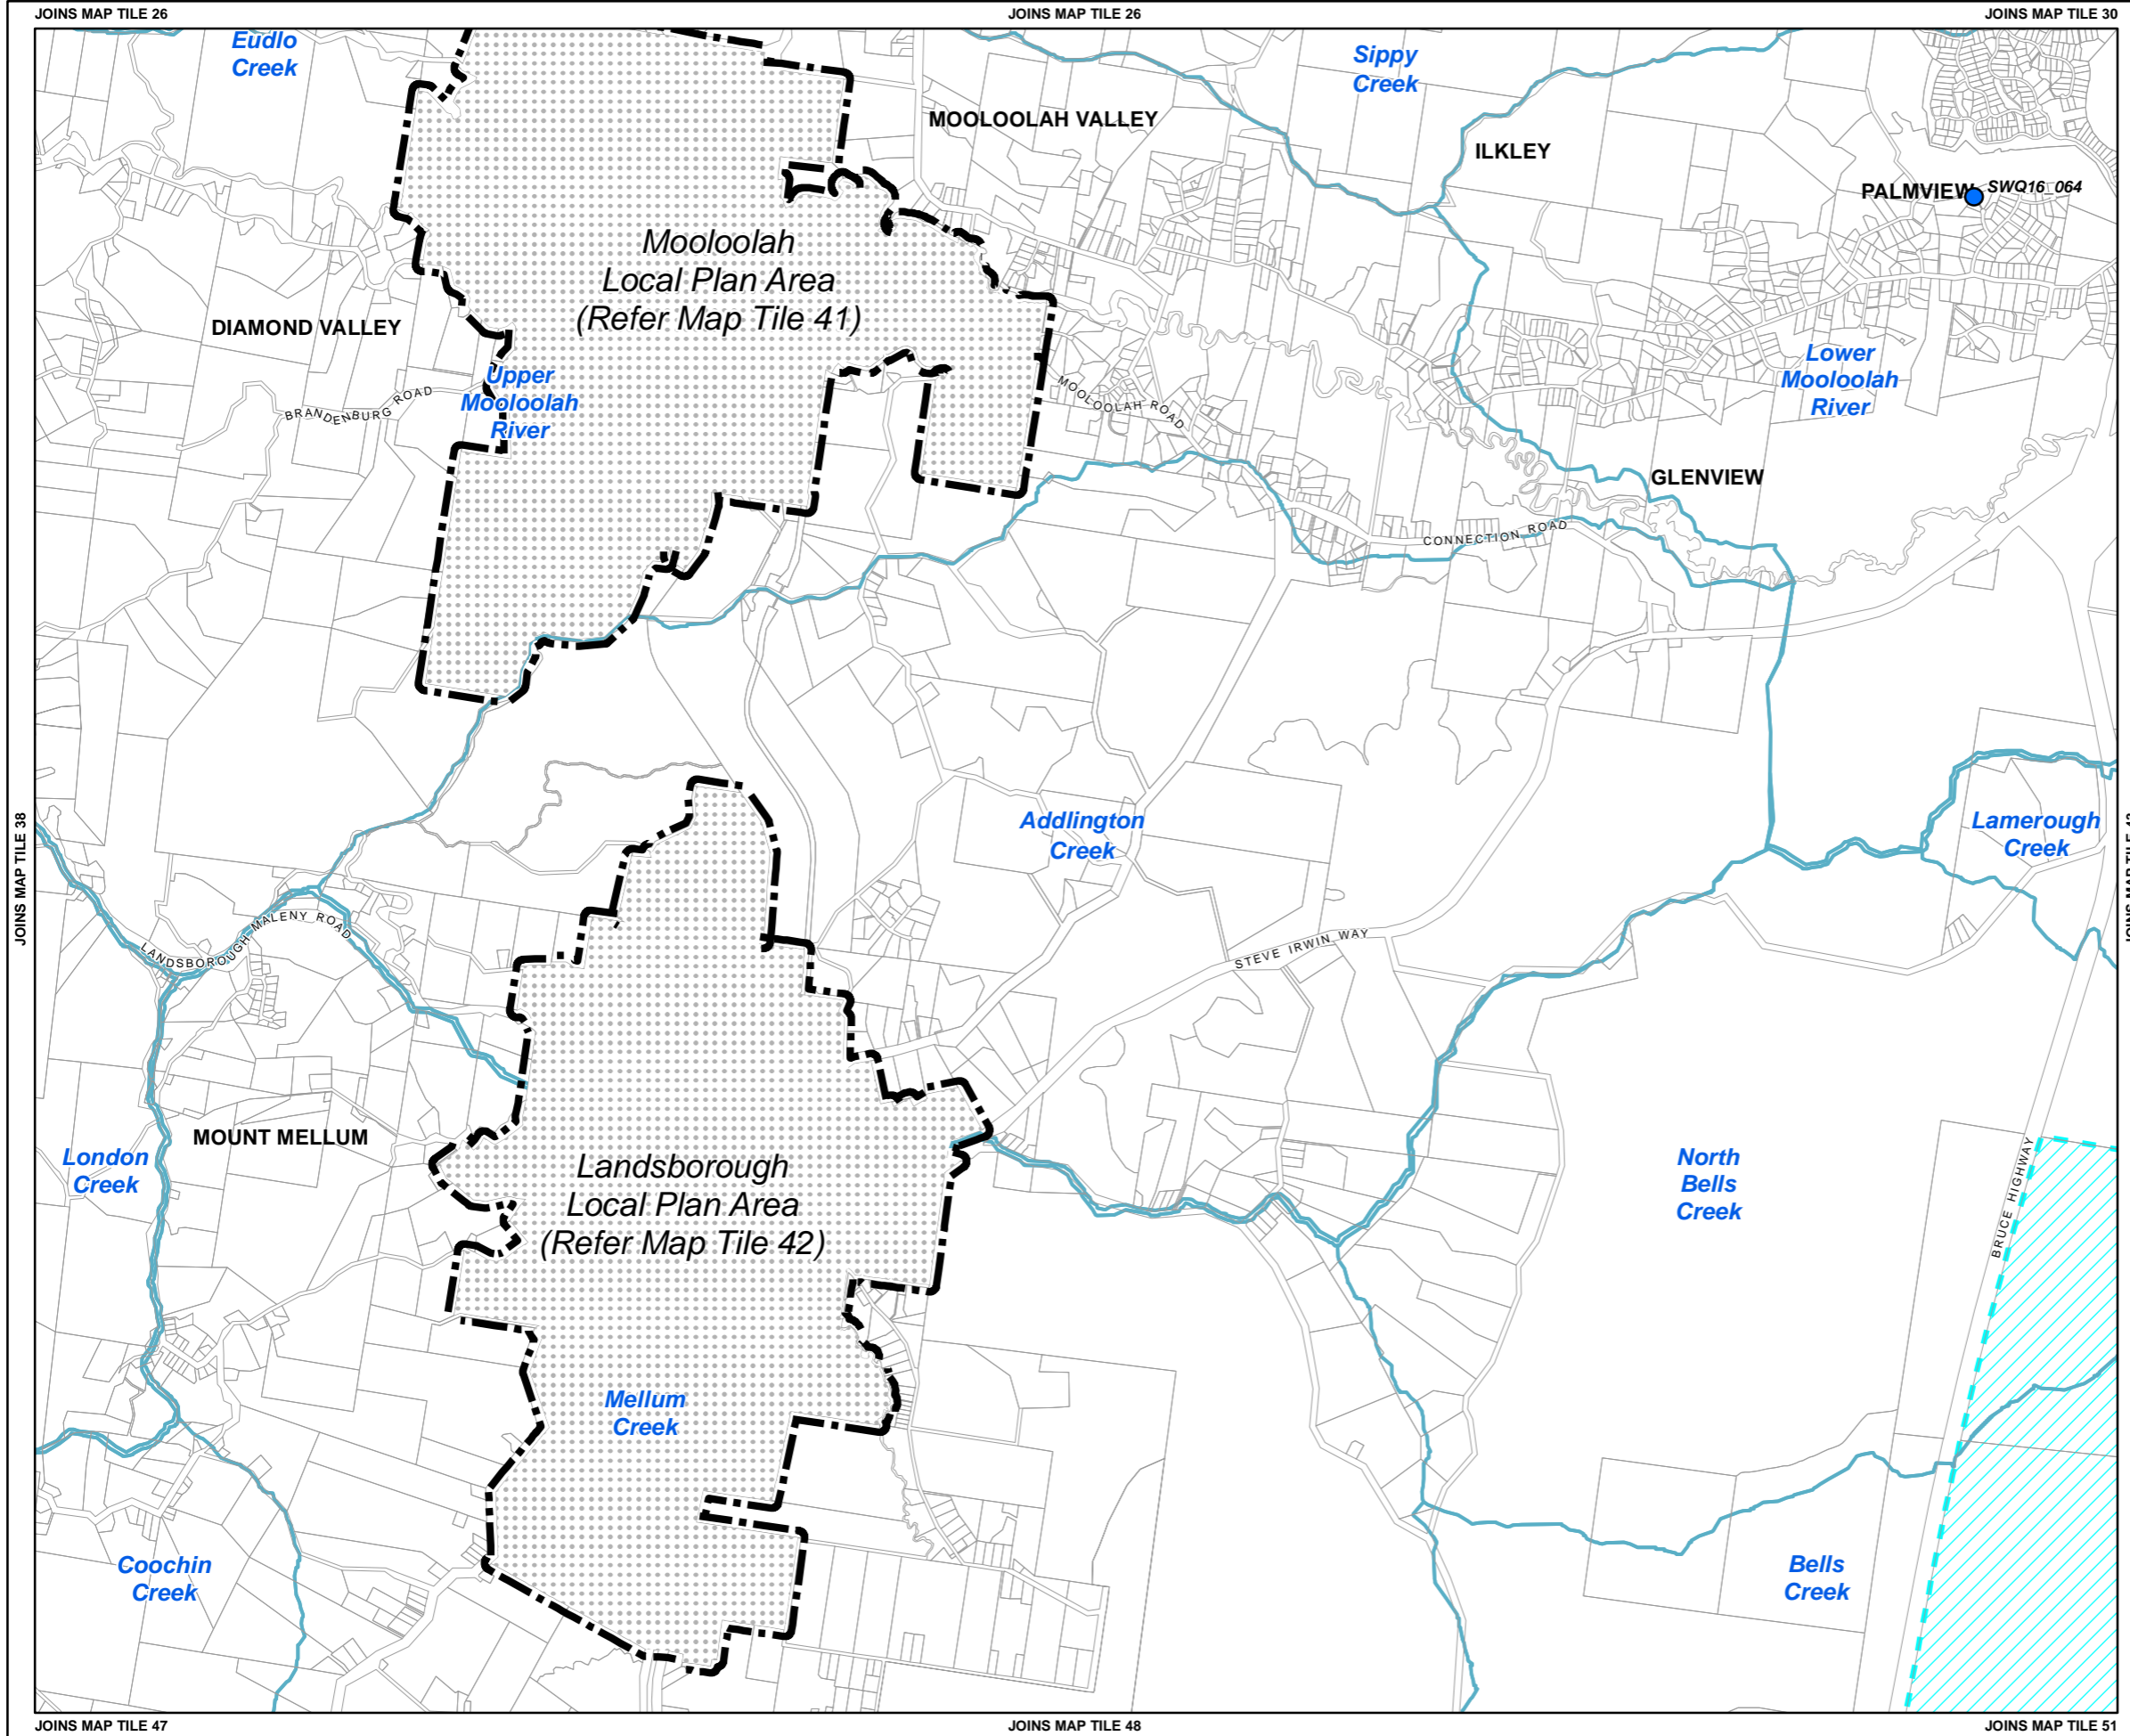 JOINS MAP TILE 26
JOINS MAP TILE 26
JOINS MAP TILE 30
Eudlo
Creek
Sippy
Creek
MOOLOOLAH VALLEY
ILKLEY
PALMVIEW
SWQ16_064
Mooloolah
Local Plan Area
(Refer Map Tile 41)
DIAMOND VALLEY
Upper
Mooloolah
River
BRANDENBURG ROAD
MOOLOOLAH ROAD
Lower
Mooloolah
River
GLENVIEW
CONNECTION ROAD
Addlington
Creek
Lamerough
Creek
JOINS MAP TILE 38
LANDSBOROUGH MALENY ROAD
STEVE IRWIN WAY
MOUNT MELLUM
London
Creek
Landsborough
Local Plan Area
(Refer Map Tile 42)
North
Bells
Creek
BRUCE HIGHWAY
Mellum
Creek
Coochin
Creek
Bells
Creek
JOINS MAP TILE 47
JOINS MAP TILE 48
JOINS MAP TILE 51